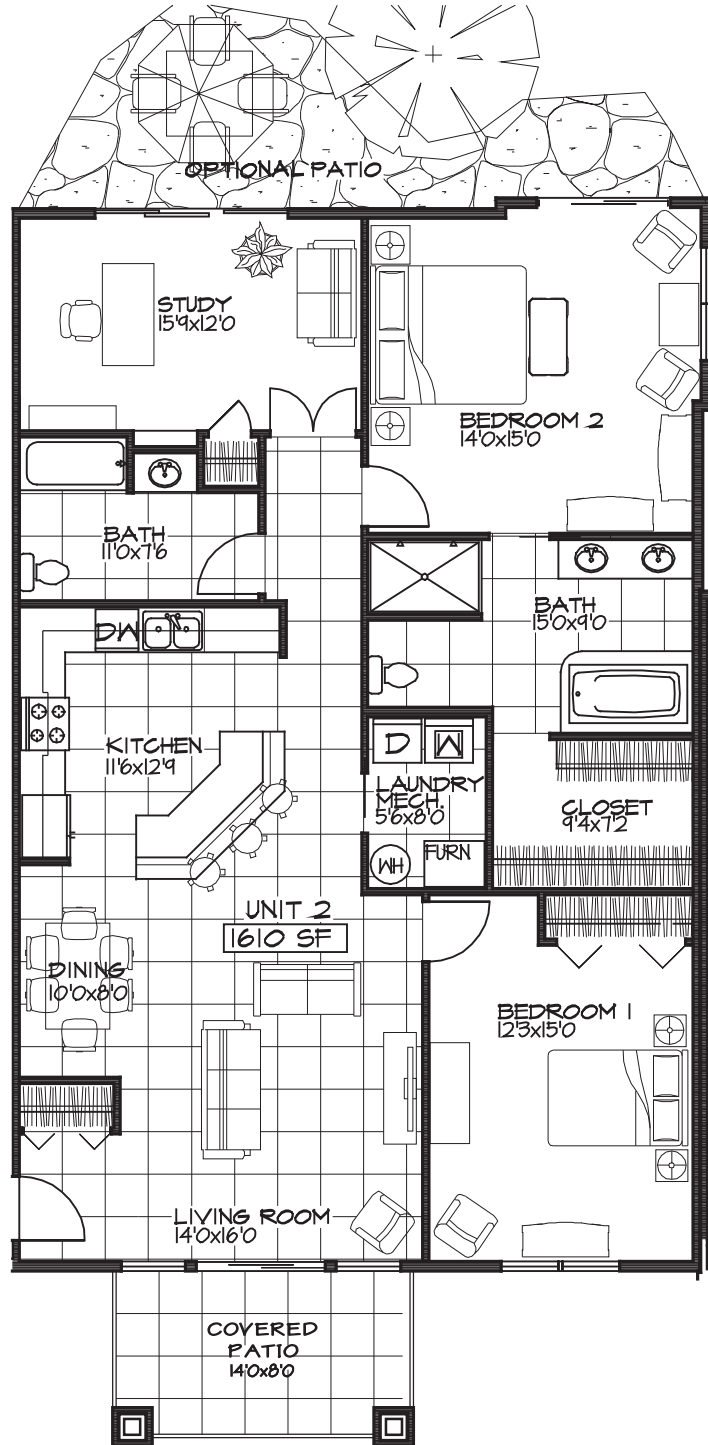 OPTIONAL PATIO
STUDY
15'9x12'0
BEDROOM 2
14'0x15'0
BATH
11'0x7'6
BATH
15'0x9'0
DW
KITCHEN
11'6x12'9
D
W
LAUNDRY
MECH.
5'6x8'0
CLOSET
9'4x7'2
WH
FURN
UNIT 2
1610 SF
DINING
10'0x8'0
BEDROOM 1
12'3x15'0
LIVING ROOM
14'0x16'0
COVERED
PATIO
14'0x8'0